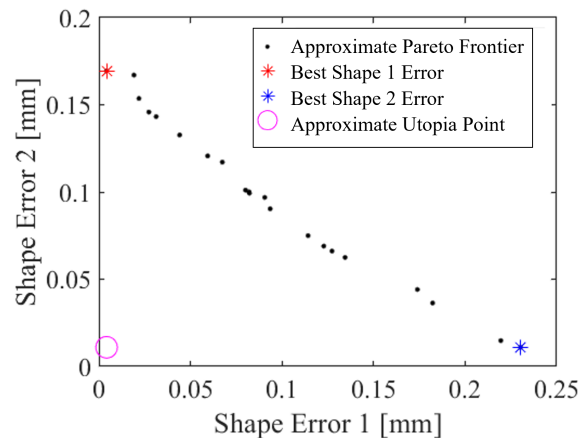 0.2
0.15
0.1
0.05
0
Shape Error 2 [mm]
Approximate Pareto Frontier
Best Shape 1 Error
Best Shape 2 Error
Approximate Utopia Point
0
0.05
0.1
0.15
0.2
0.25
Shape Error 1 [mm]